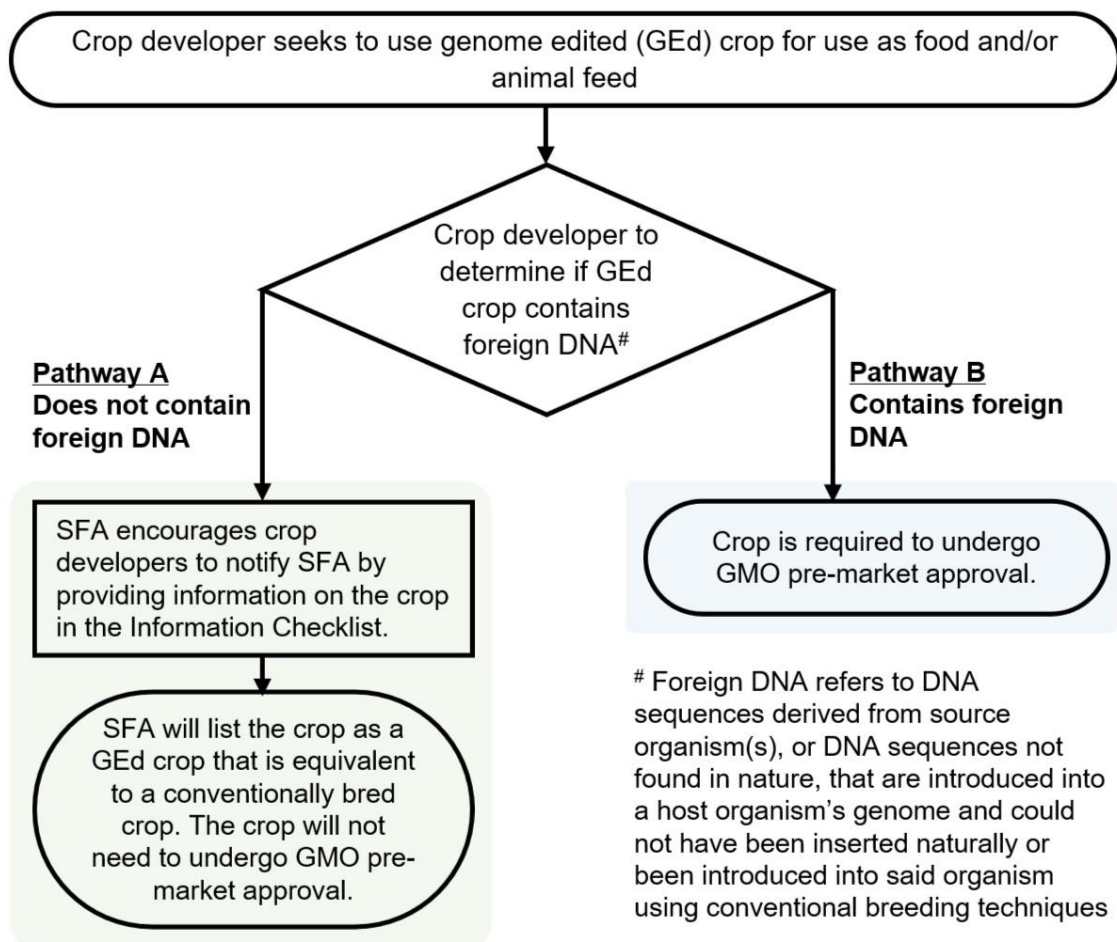 Crop developer seeks to use genome edited (GEd) crop for use as food and/or
animal feed
Crop developer to
determine if GEd
crop contains
foreign DNA#
Pathway A
Does not contain
foreign DNA
Pathway B
Contains foreign
DNA
SFA encourages crop
developers to notify SFA by
providing information on the crop
in the Information Checklist.
SFA will list the crop as a
GEd crop that is equivalent
to a conventionally bred
crop. The crop will not
need to undergo GMO pre-
market approval.
Crop is required to undergo
GMO pre-market approval.
# Foreign DNA refers to DNA
sequences derived from source
organism(s), or DNA sequences not
found in nature, that are introduced into
a host organism’s genome and could
not have been inserted naturally or
been introduced into said organism
using conventional breeding techniques